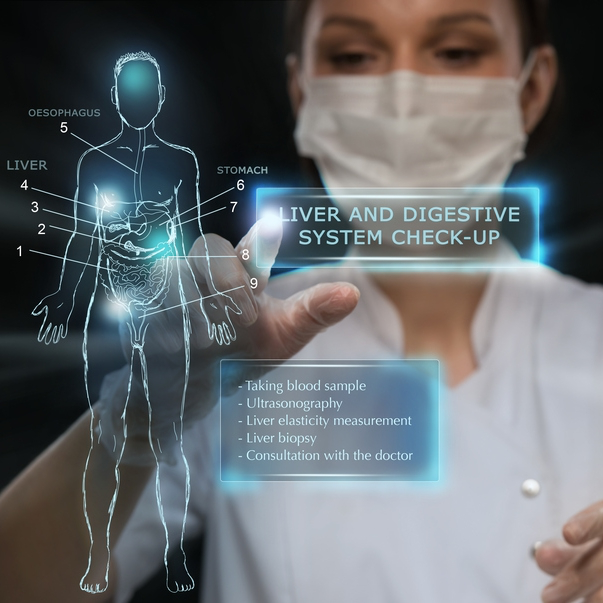 OESOPHAGUS
5
LIVER
4
3
2
1
STOMACH
6
7
8
9
LIVER AND DIGESTIVE
SYSTEM CHECK-UP
- Taking blood sample
- Ultrasonography
- Liver elasticity measurement
- Liver biopsy
- Consultation with the doctor